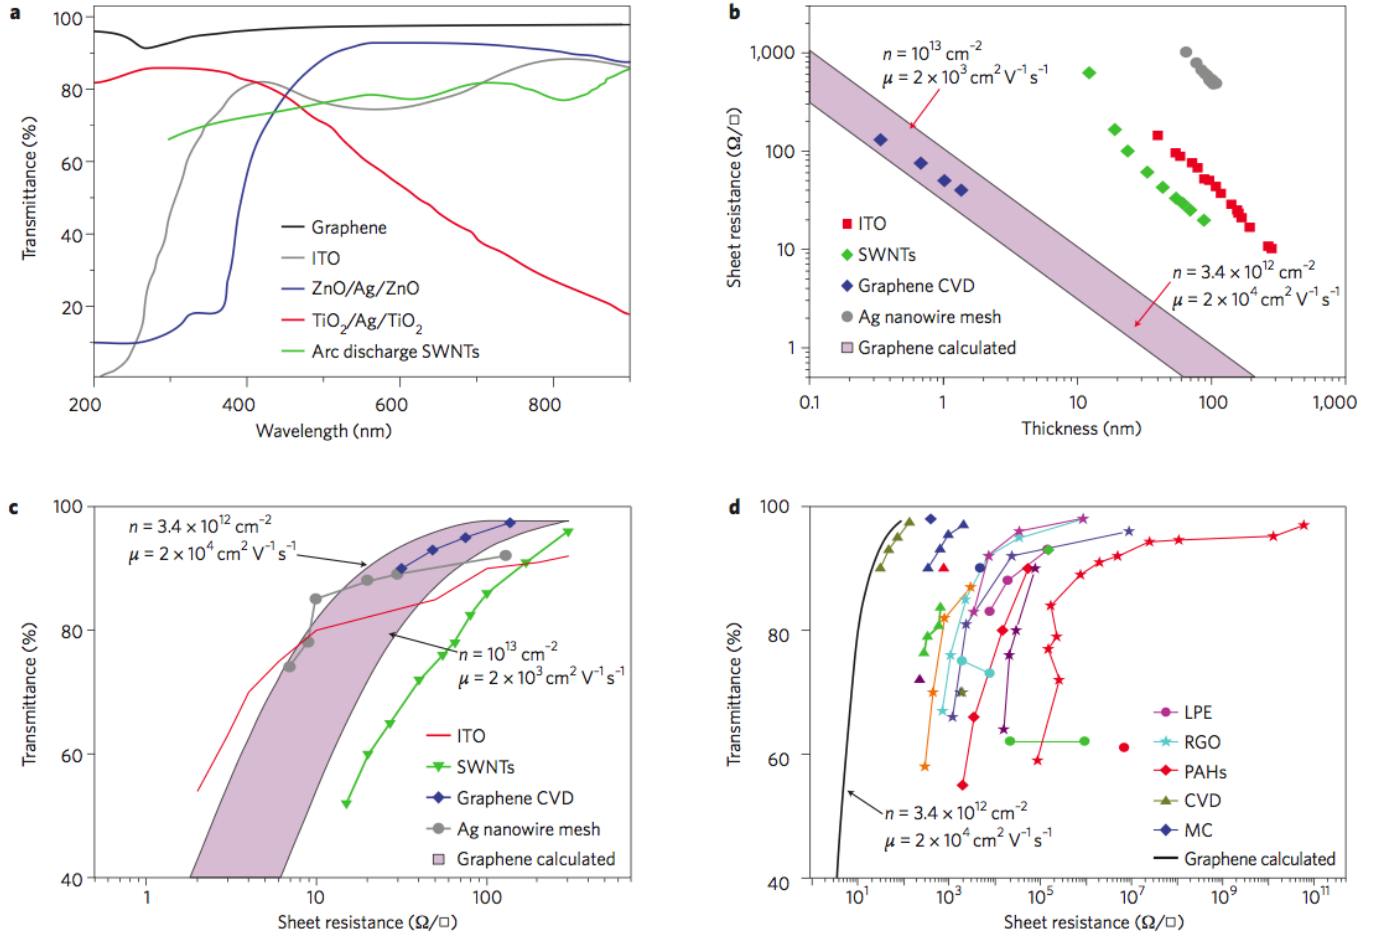 a
100
80
60
40
20
Transmittance (%)
Graphene
ITO
ZnO/Ag/ZnO
TiO₂/Ag/TiO₂
Arc discharge SWNTs
200
400
600
800
Wavelength (nm)
b
1,000
100
10
1
Sheet resistance (Ω/□)
n = 10¹³ cm⁻²
μ = 2 × 10³ cm² V⁻¹ s⁻¹
ITO
SWNTs
Graphene CVD
Ag nanowire mesh
Graphene calculated
n = 3.4 × 10¹² cm⁻²
μ = 2 × 10⁴ cm² V⁻¹ s⁻¹
0.1
1
10
100
1,000
Thickness (nm)
c
100
80
60
40
Transmittance (%)
n = 3.4 × 10¹² cm⁻²
μ = 2 × 10⁴ cm² V⁻¹ s⁻¹
n = 10¹³ cm⁻²
μ = 2 × 10³ cm² V⁻¹ s⁻¹
ITO
SWNTs
Graphene CVD
Ag nanowire mesh
Graphene calculated
1
10
100
Sheet resistance (Ω/□)
d
100
80
60
40
Transmittance (%)
LPE
RGO
PAHs
CVD
MC
Graphene calculated
n = 3.4 × 10¹² cm⁻²
μ = 2 × 10⁴ cm² V⁻¹ s⁻¹
10¹
10³
10⁵
10⁷
10⁹
10¹¹
Sheet resistance (Ω/□)